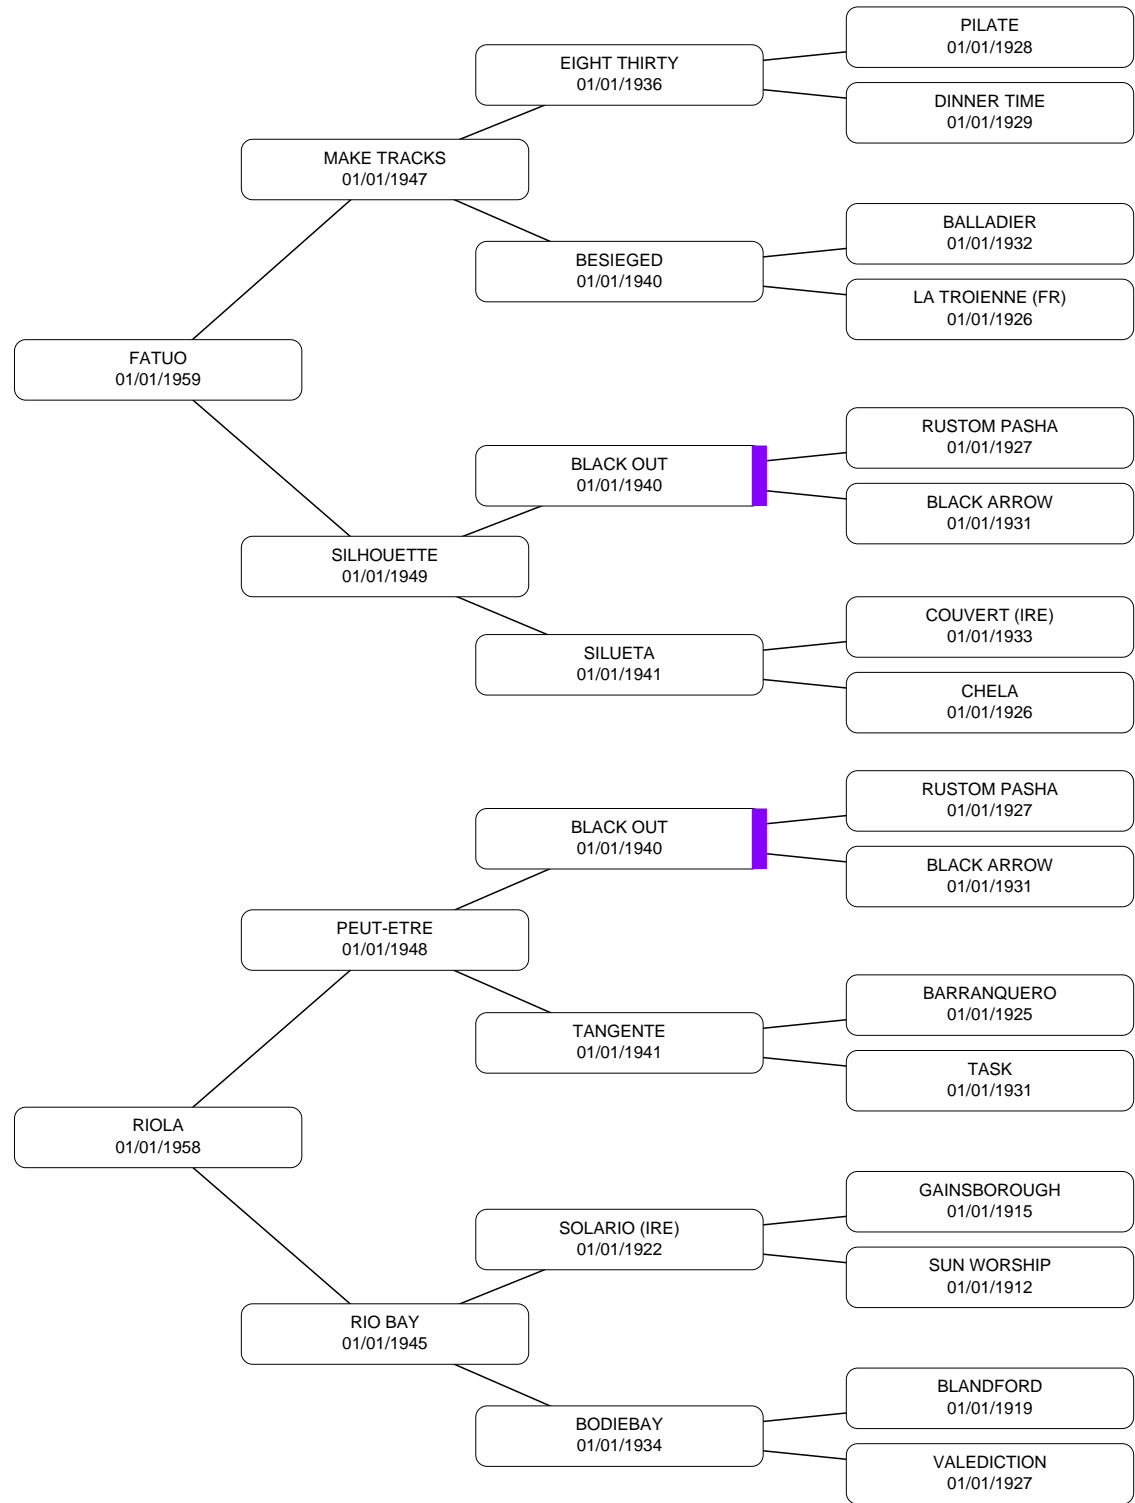 PILATE
01/01/1928
EIGHT THIRTY
01/01/1936
DINNER TIME
01/01/1929
MAKE TRACKS
01/01/1947
BALLADIER
01/01/1932
BESIEGED
01/01/1940
LA TROIENNE (FR)
01/01/1926
FATUO
01/01/1959
RUSTOM PASHA
01/01/1927
BLACK OUT
01/01/1940
BLACK ARROW
01/01/1931
SILHOUETTE
01/01/1949
COUVERT (IRE)
01/01/1933
SILUETA
01/01/1941
CHELA
01/01/1926
RUSTOM PASHA
01/01/1927
BLACK OUT
01/01/1940
BLACK ARROW
01/01/1931
PEUT-ETRE
01/01/1948
BARRANQUERO
01/01/1925
TANGENTE
01/01/1941
TASK
01/01/1931
RIOLA
01/01/1958
GAINSBOROUGH
01/01/1915
SOLARIO (IRE)
01/01/1922
SUN WORSHIP
01/01/1912
RIO BAY
01/01/1945
BLANDFORD
01/01/1919
BODIEBAY
01/01/1934
VALEDICTION
01/01/1927